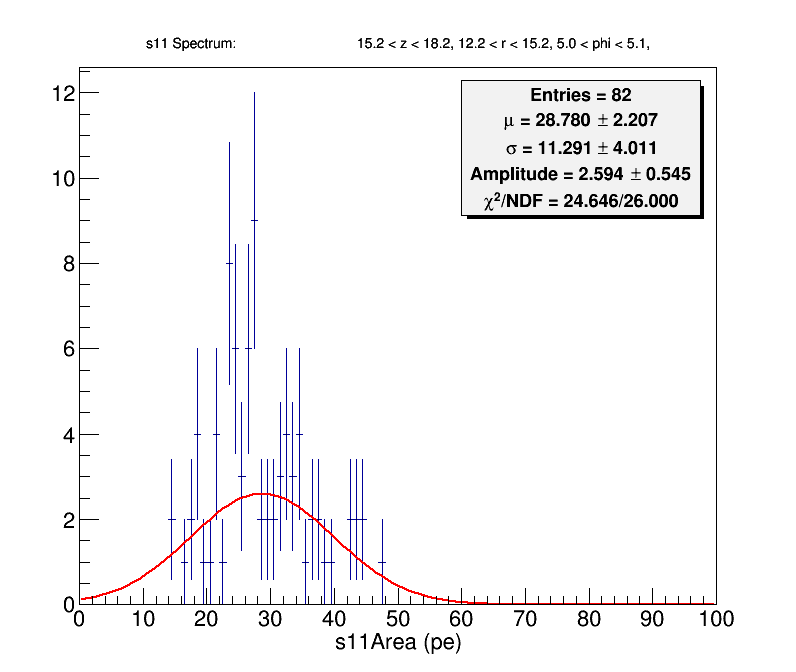 s11 Spectrum: 15.2 < z < 18.2, 12.2 < r < 15.2, 5.0 < phi < 5.1,
Entries = 82
μ = 28.780 ± 2.207
σ = 11.291 ± 4.011
Amplitude = 2.594 ± 0.545
χ²/NDF = 24.646/26.000
12
10
8
6
4
2
0
0 10 20 30 40 50 60 70 80 90 100
s11Area (pe)